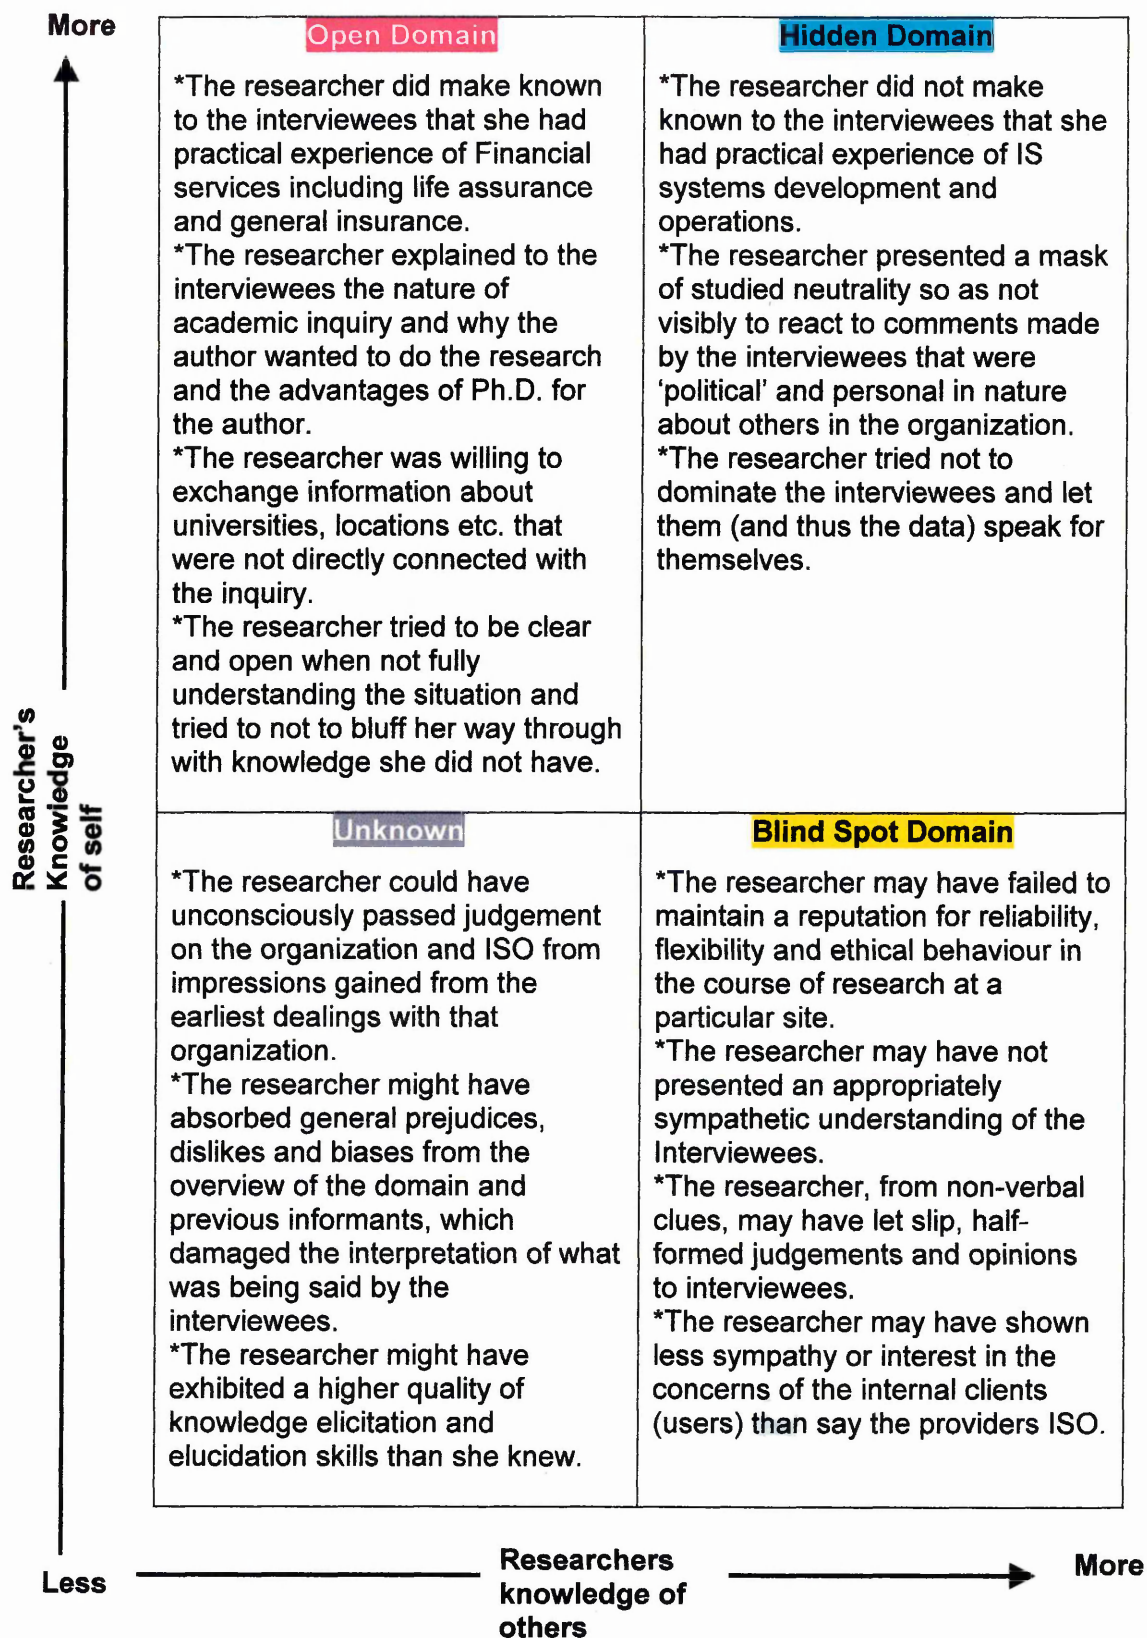 More
Open Domain
*The researcher did make known
to the interviewees that she had
practical experience of Financial
services including life assurance
and general insurance.
*The researcher explained to the
interviewees the nature of
academic inquiry and why the
author wanted to do the research
and the advantages of Ph.D. for
the author.
*The researcher was willing to
exchange information about
universities, locations etc. that
were not directly connected with
the inquiry.
*The researcher tried to be clear
and open when not fully
understanding the situation and
tried to not to bluff her way through
with knowledge she did not have.
Hidden Domain
*The researcher did not make
known to the interviewees that she
had practical experience of IS
systems development and
operations.
*The researcher presented a mask
of studied neutrality so as not
visibly to react to comments made
by the interviewees that were
‘political’ and personal in nature
about others in the organization.
*The researcher tried not to
dominate the interviewees and let
them (and thus the data) speak for
themselves.
Researcher's
Knowledge
of self
Unknown
*The researcher could have
unconsciously passed judgement
on the organization and ISO from
impressions gained from the
earliest dealings with that
organization.
*The researcher might have
absorbed general prejudices,
dislikes and biases from the
overview of the domain and
previous informants, which
damaged the interpretation of what
was being said by the
interviewees.
*The researcher might have
exhibited a higher quality of
knowledge elicitation and
elucidation skills than she knew.
Blind Spot Domain
*The researcher may have failed to
maintain a reputation for reliability,
flexibility and ethical behaviour in
the course of research at a
particular site.
*The researcher may have not
presented an appropriately
sympathetic understanding of the
Interviewees.
*The researcher, from non-verbal
clues, may have let slip, half-
formed judgements and opinions
to interviewees.
*The researcher may have shown
less sympathy or interest in the
concerns of the internal clients
(users) than say the providers ISO.
Less
Researchers
knowledge of
others
More